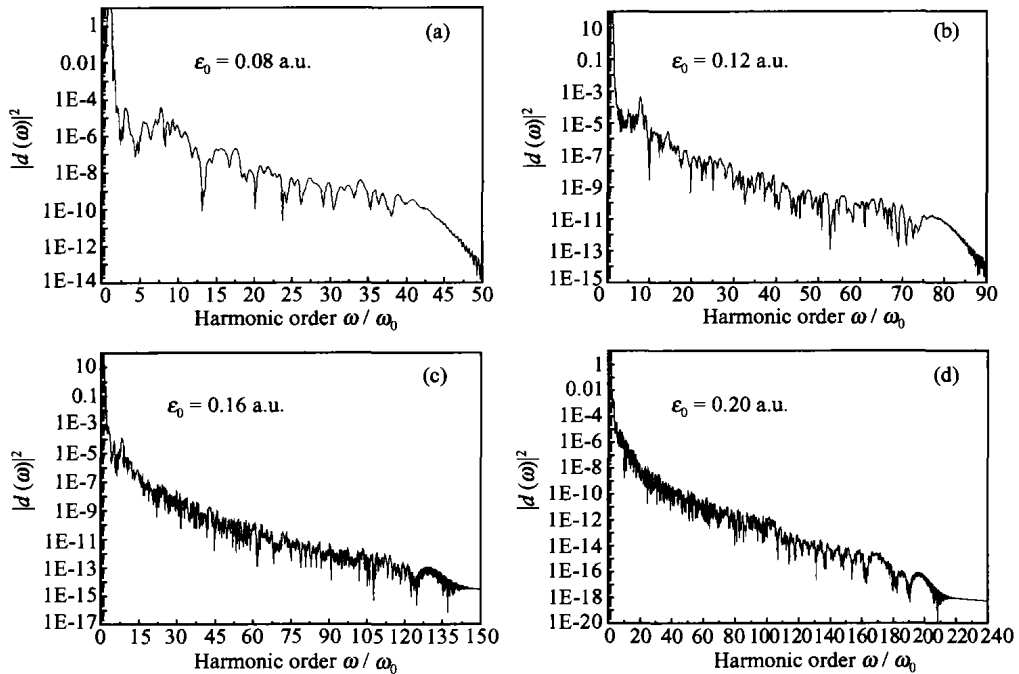 (a)
ε₀ = 0.08 a.u.
|d (ω)|²
1
0.01
1E-4
1E-6
1E-8
1E-10
1E-12
1E-14
0 5 10 15 20 25 30 35 40 45 50
Harmonic order ω / ω₀
(b)
ε₀ = 0.12 a.u.
|d (ω)|²
10
0.1
1E-3
1E-5
1E-7
1E-9
1E-11
1E-13
1E-15
0 10 20 30 40 50 60 70 80 90
Harmonic order ω / ω₀
(c)
ε₀ = 0.16 a.u.
|d (ω)|²
10
0.1
1E-3
1E-5
1E-7
1E-9
1E-11
1E-13
1E-15
1E-17
0 15 30 45 60 75 90 105 120 135 150
Harmonic order ω / ω₀
(d)
ε₀ = 0.20 a.u.
|d (ω)|²
1
0.01
1E-4
1E-6
1E-8
1E-10
1E-12
1E-14
1E-16
1E-18
1E-20
0 20 40 60 80 100 120 140 160 180 200 220 240
Harmonic order ω / ω₀